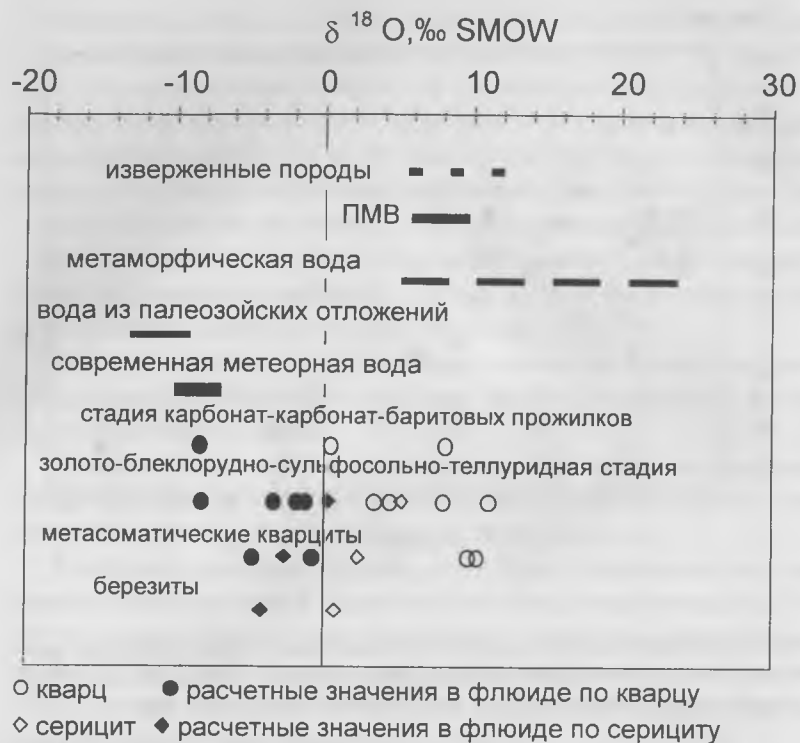 δ ¹⁸ O,‰ SMOW
-20 -10 0 10 20 30
изверженные породы
ПМВ
метаморфическая вода
вода из палеозойских отложений
современная метеорная вода
стадия карбонат-карбонат-баритовых прожилков
золото-блеклорудно-сульфосольно-теллуридная стадия
метасоматические кварциты
березиты
кварц расчетные значения в флюиде по кварцу
серицит расчетные значения в флюиде по серициту